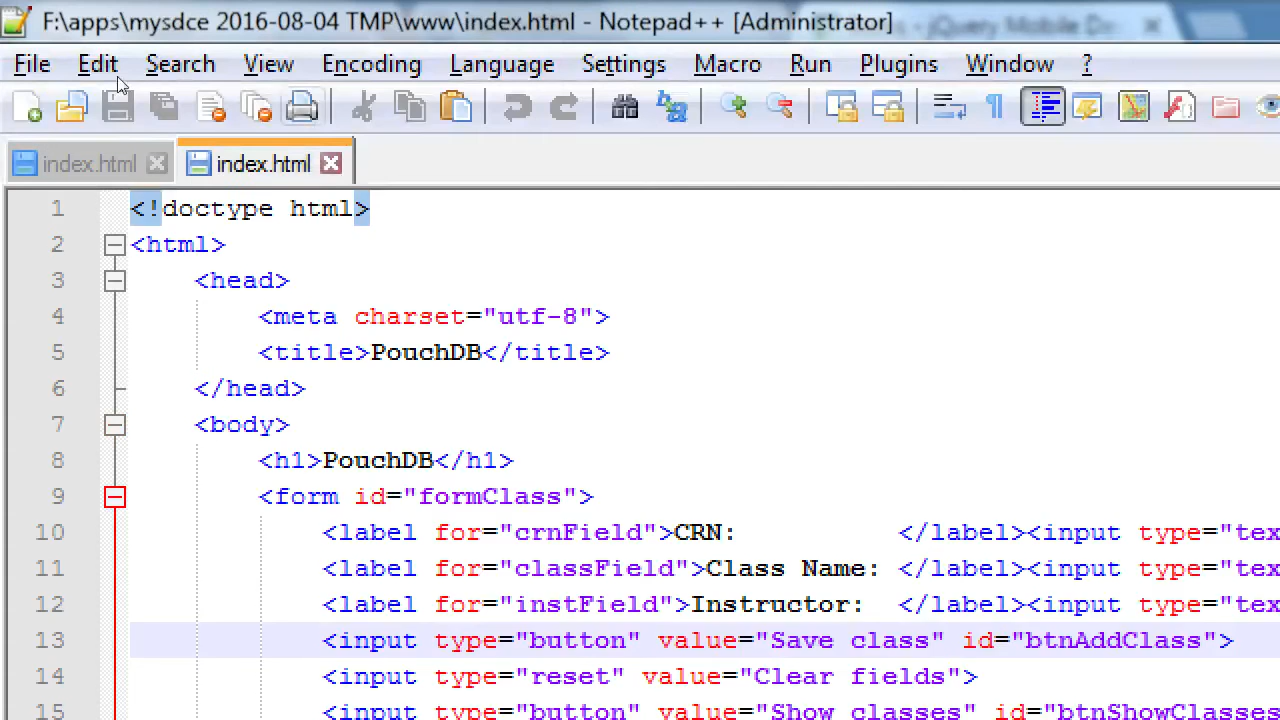 F:\apps\mysdce 2016-08-04 TMP\www\index.html - Notepad++ [Administrator]
File Edit Search View Encoding Language Settings Macro Run Plugins Window ?
index.html index.html
1 <!doctype html>
2 <html>
3 <head>
4 <meta charset="utf-8">
5 <title>PouchDB</title>
6 </head>
7 <body>
8 <h1>PouchDB</h1>
9 <form id="formClass">
10 <label for="crnField">CRN: </label><input type="tex
11 <label for="classField">Class Name: </label><input type="tex
12 <label for="instField">Instructor: </label><input type="tex
13 <input type="button" value="Save class" id="btnAddClass">
14 <input type="reset" value="Clear fields">
15 <input type="button" value="Show classes" id="btnShowClasses